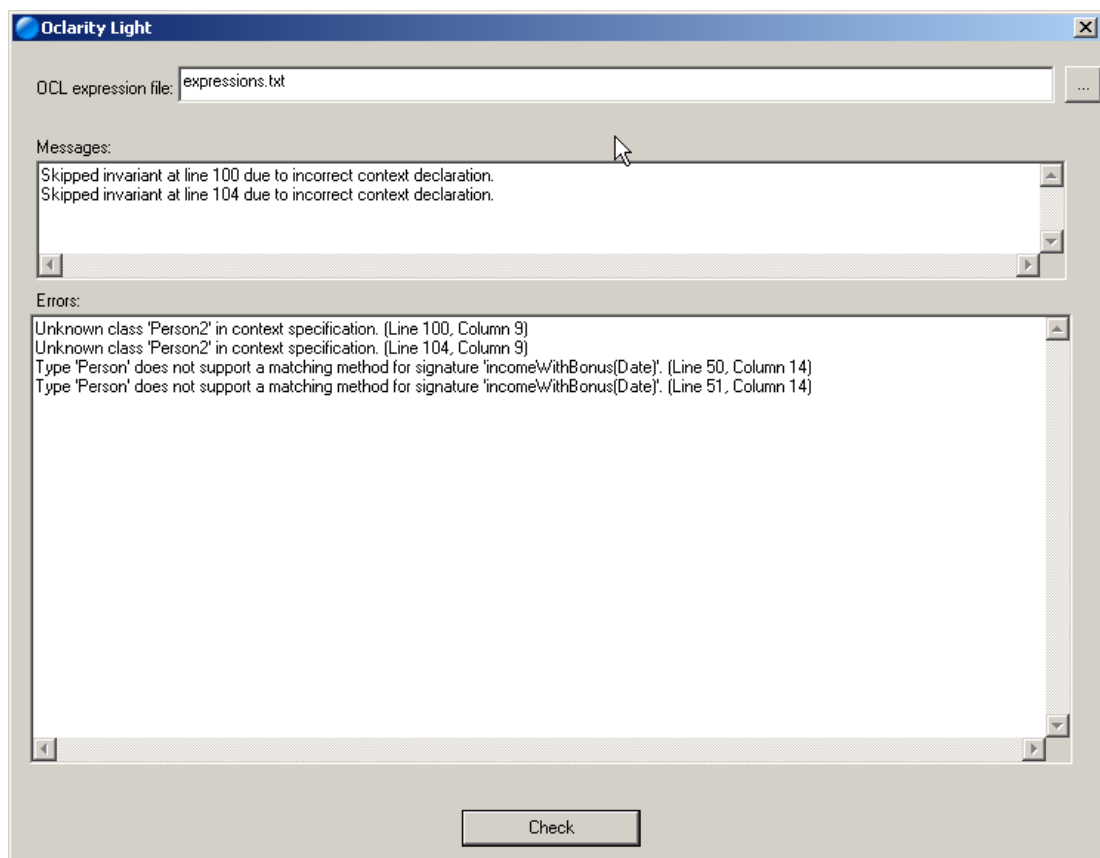 Oclarity Light
OCL expression file: expressions.txt ...
Messages:
Skipped invariant at line 100 due to incorrect context declaration.
Skipped invariant at line 104 due to incorrect context declaration.
Errors:
Unknown class 'Person2' in context specification. (Line 100, Column 9)
Unknown class 'Person2' in context specification. (Line 104, Column 9)
Type 'Person' does not support a matching method for signature 'incomeWithBonus(Date)'. (Line 50, Column 14)
Type 'Person' does not support a matching method for signature 'incomeWithBonus(Date)'. (Line 51, Column 14)
Check